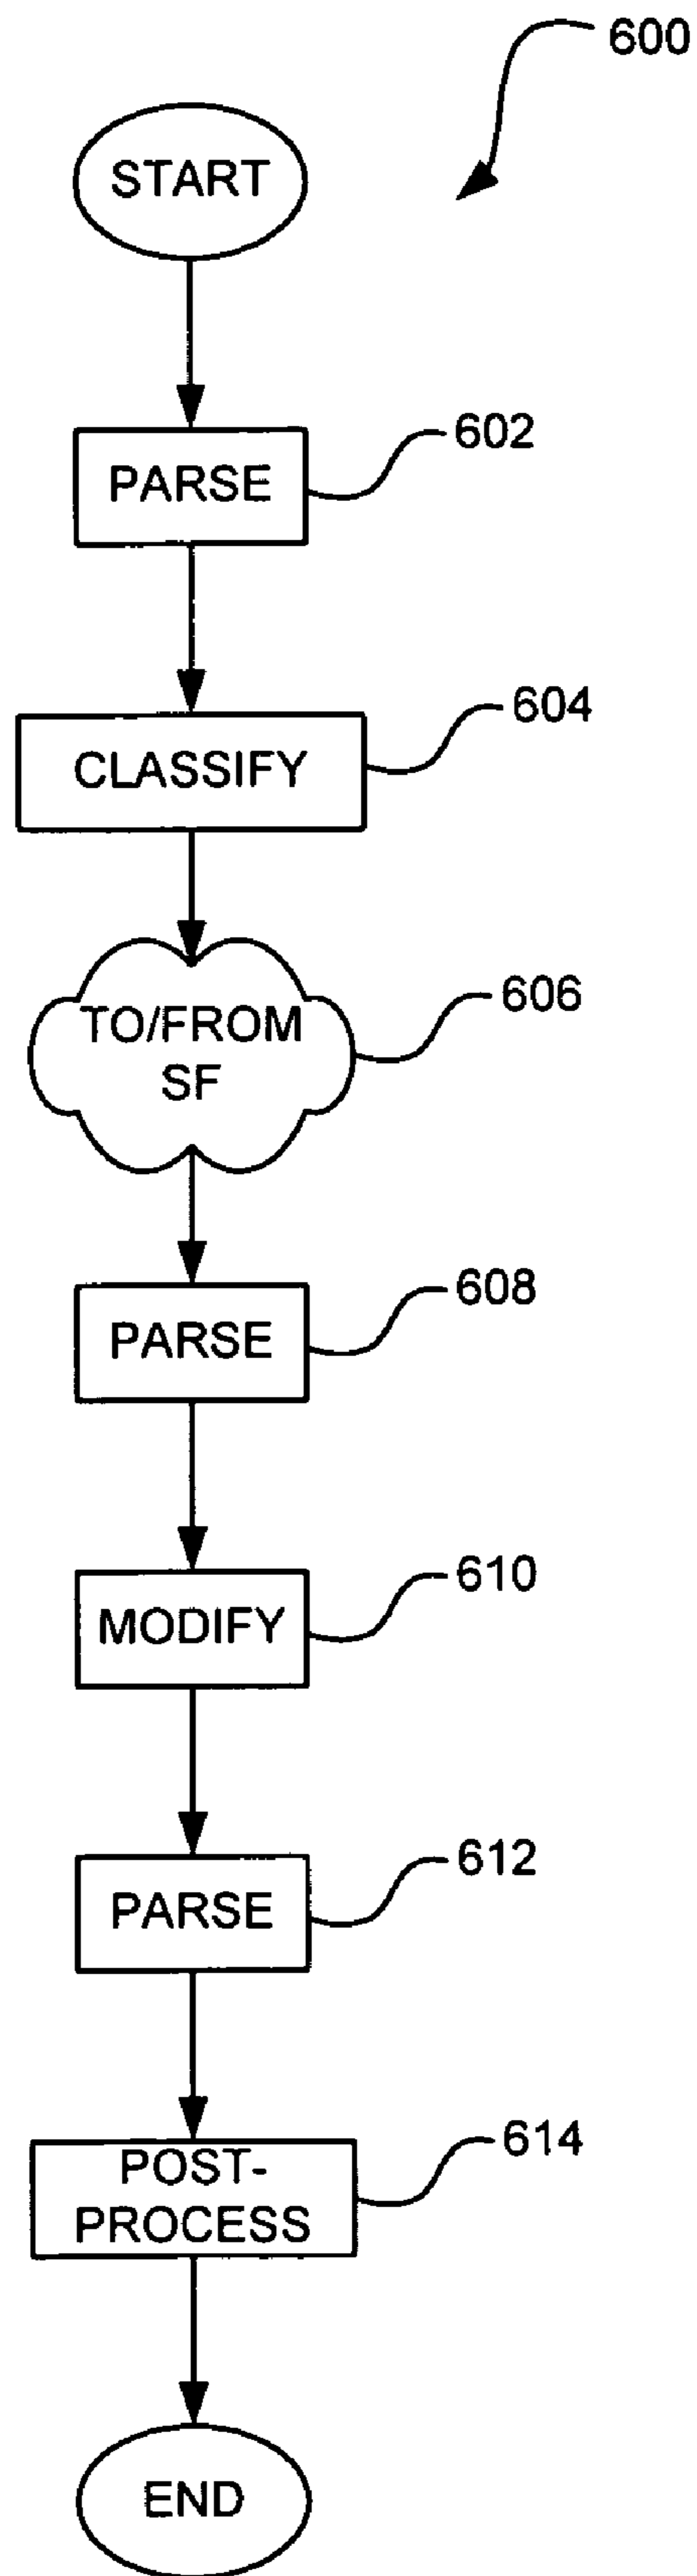 600
START
602
PARSE
604
CLASSIFY
606
TO/FROM
SF
608
PARSE
610
MODIFY
612
PARSE
614
POST-
PROCESS
END